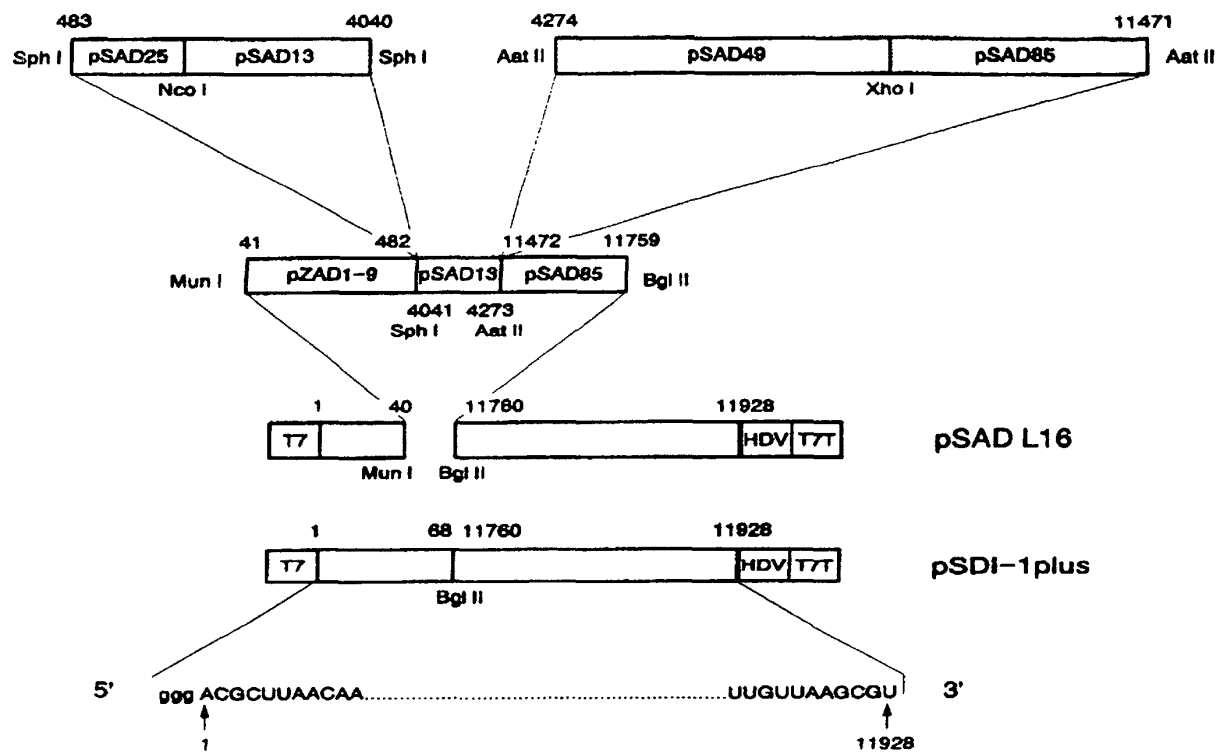 483 4040 4274 11471
Sph I pSAD25 pSAD13 Sph I Aat II pSAD49 pSAD85 Aat II
Nco I Xho I
41 482 11472 11759
Mun I pZAD1-9 pSAD13 pSAD85 Bgl II
4041 4273
Sph I Aat II
1 40 11760 11928
T7 HDV T7T pSAD L16
Mun I Bgl II
1 68 11760 11928
T7 HDV T7T pSDI-1plus
Bgl II
5' ggg ACGCUUAACAA........................................UUGUUAAGCGU 3'
1 11928